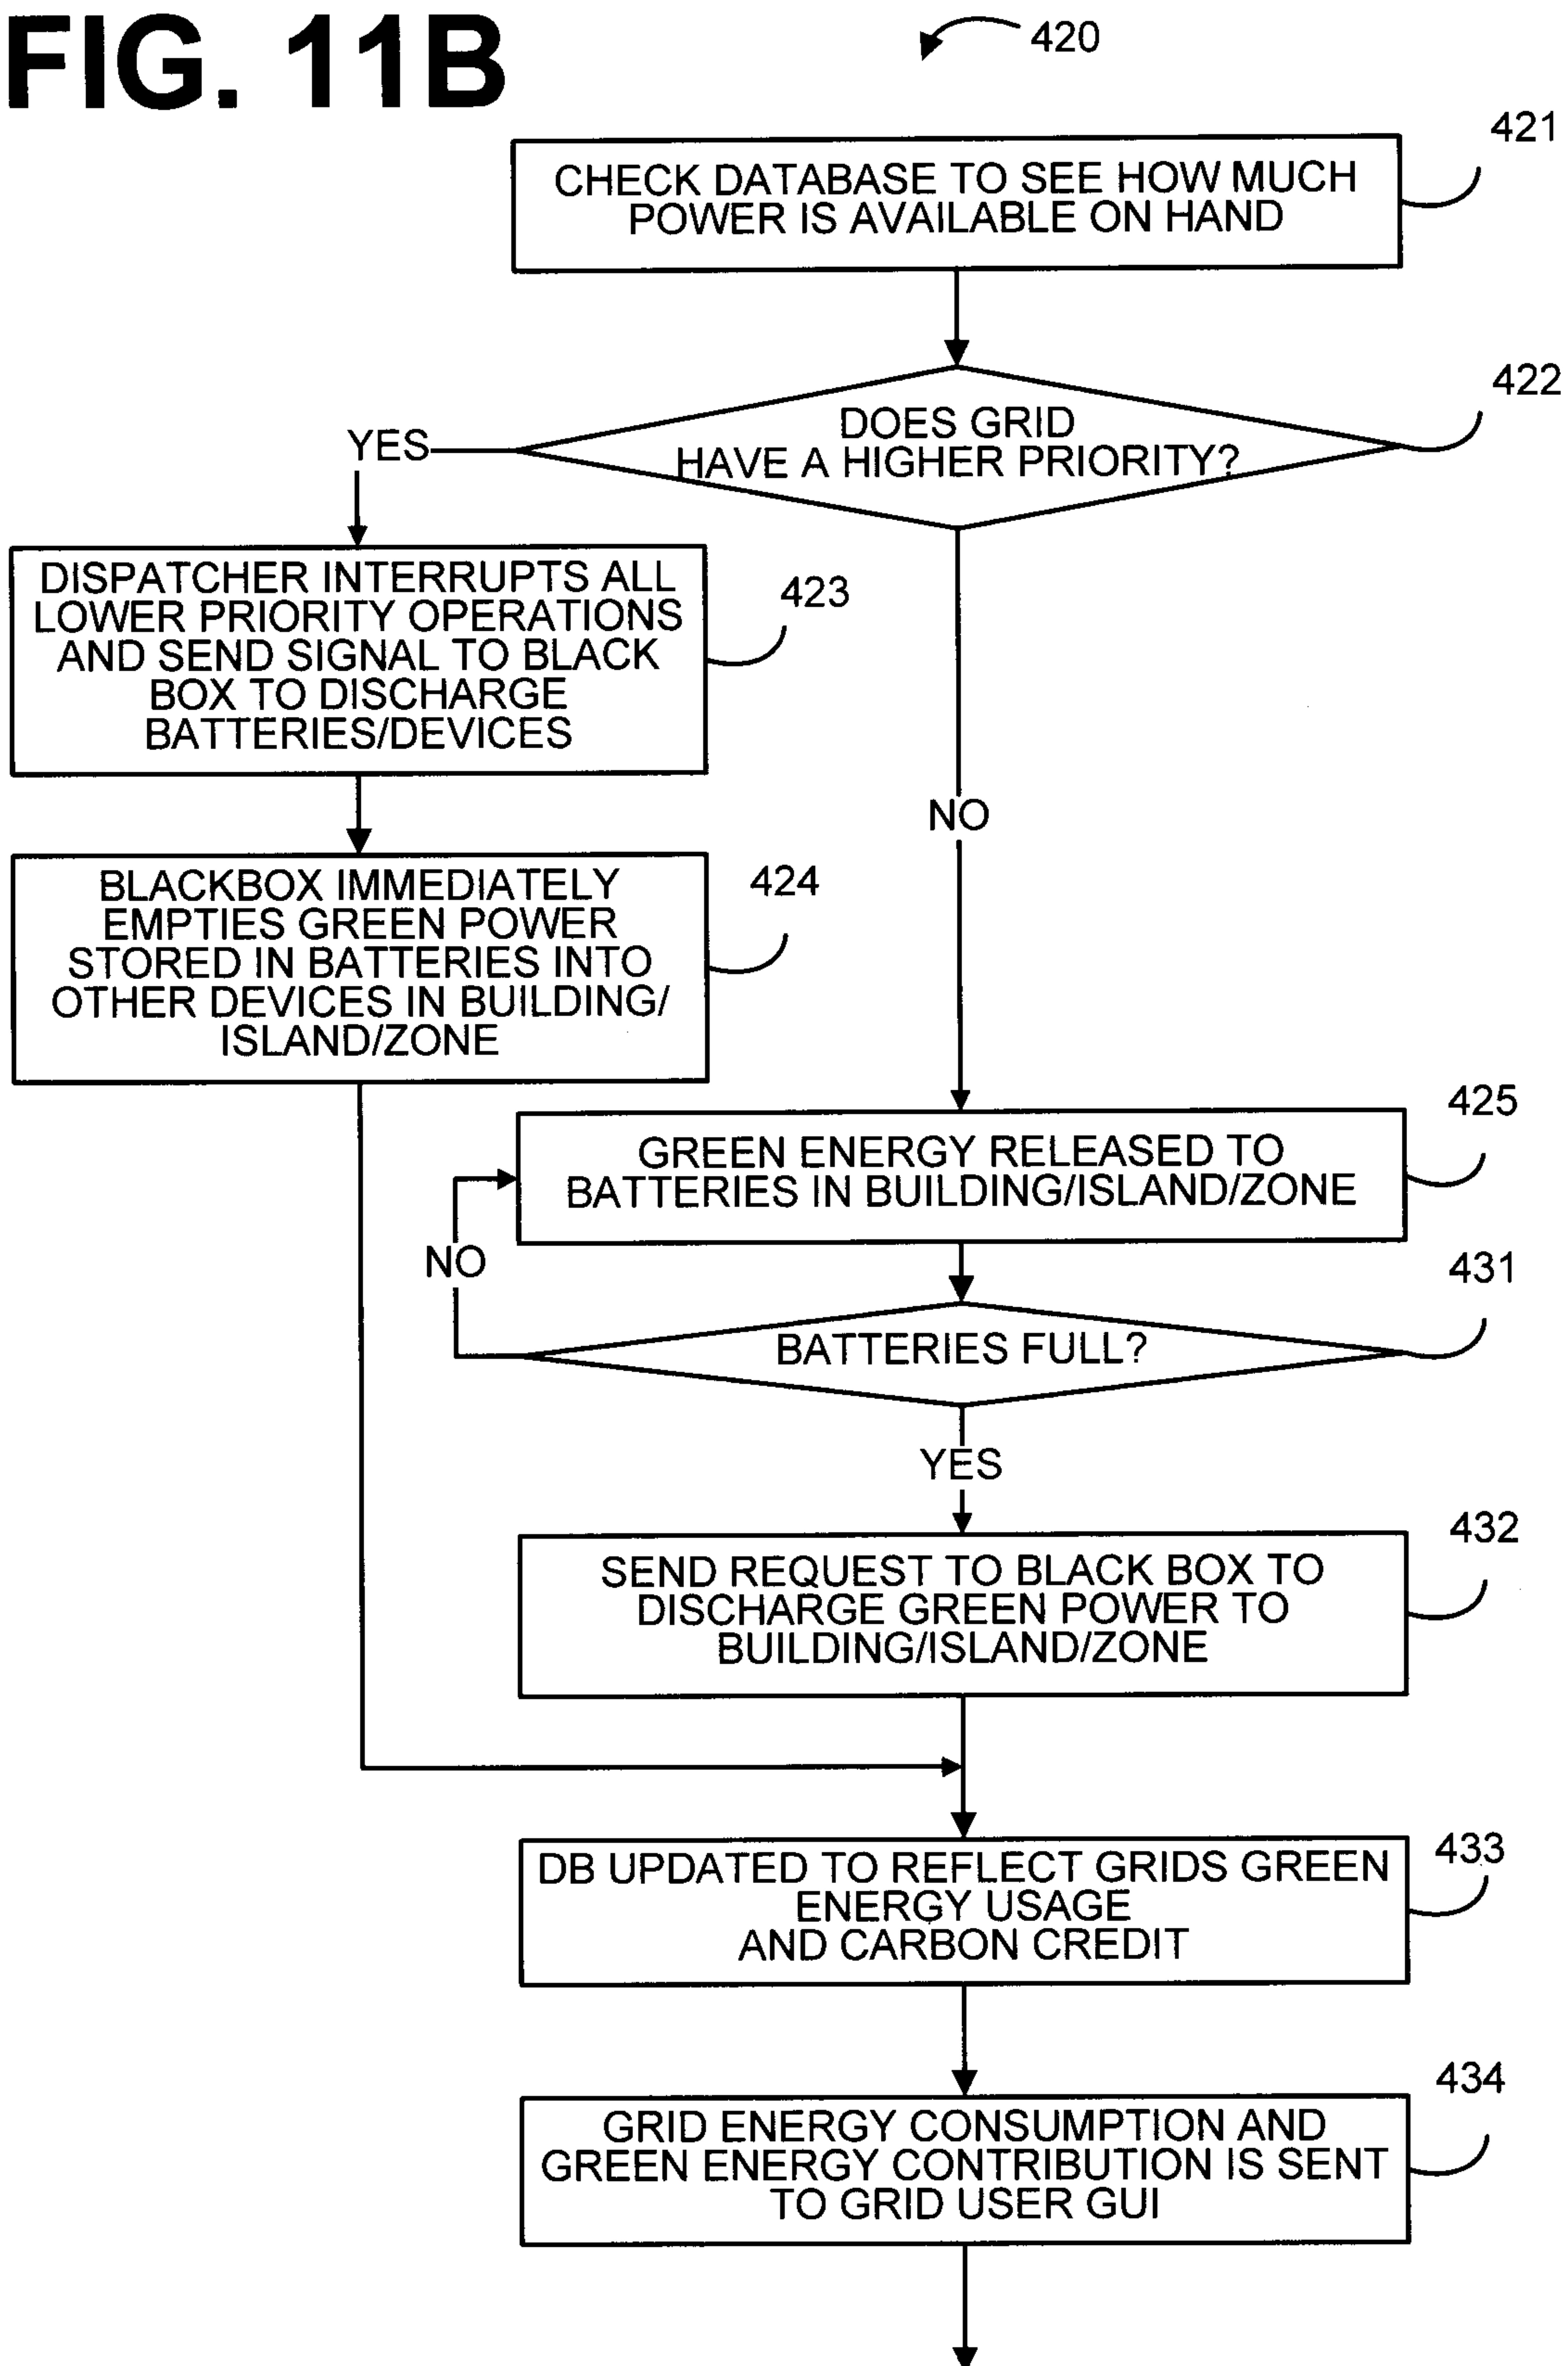 FIG. 11B
420
421
CHECK DATABASE TO SEE HOW MUCH
POWER IS AVAILABLE ON HAND
422
DOES GRID
HAVE A HIGHER PRIORITY?
YES
DISPATCHER INTERRUPTS ALL
LOWER PRIORITY OPERATIONS
AND SEND SIGNAL TO BLACK
BOX TO DISCHARGE
BATTERIES/DEVICES
423
NO
BLACKBOX IMMEDIATELY
EMPTIES GREEN POWER
STORED IN BATTERIES INTO
OTHER DEVICES IN BUILDING/
ISLAND/ZONE
424
425
GREEN ENERGY RELEASED TO
BATTERIES IN BUILDING/ISLAND/ZONE
NO
431
BATTERIES FULL?
YES
432
SEND REQUEST TO BLACK BOX TO
DISCHARGE GREEN POWER TO
BUILDING/ISLAND/ZONE
433
DB UPDATED TO REFLECT GRIDS GREEN
ENERGY USAGE
AND CARBON CREDIT
434
GRID ENERGY CONSUMPTION AND
GREEN ENERGY CONTRIBUTION IS SENT
TO GRID USER GUI